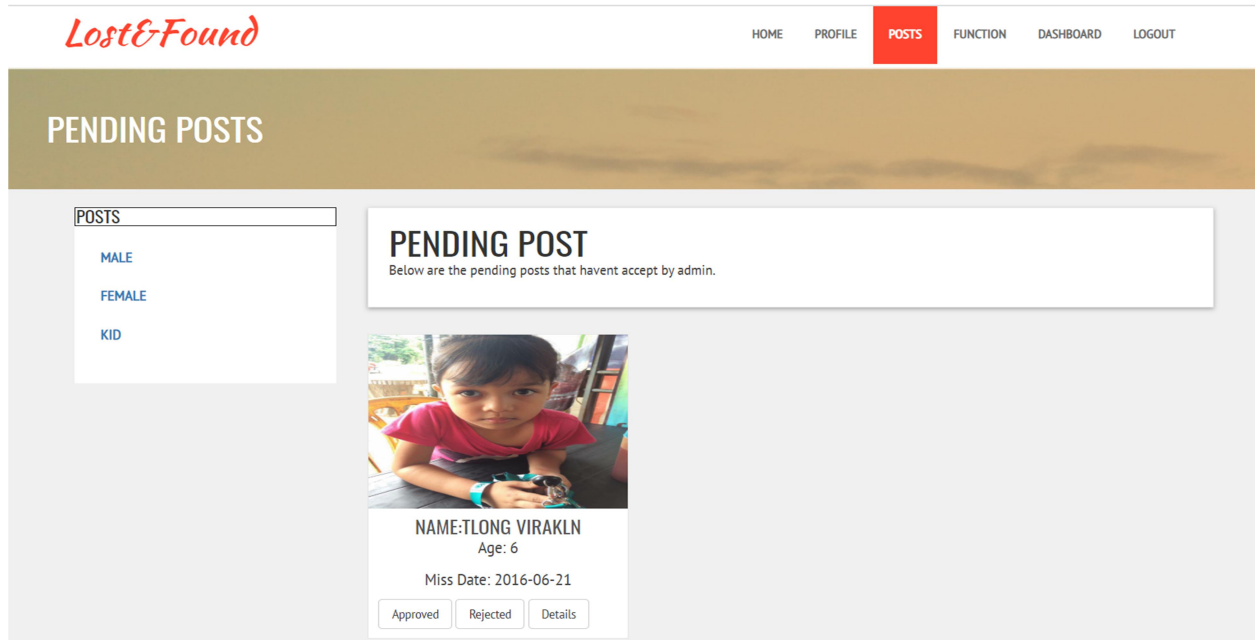 Lost&Found
HOME PROFILE POSTS FUNCTION DASHBOARD LOGOUT
PENDING POSTS
POSTS
MALE
FEMALE
KID
PENDING POST
Below are the pending posts that havent accept by admin.
NAME:TLONG VIRAKLN
Age: 6
Miss Date: 2016-06-21
Approved Rejected Details